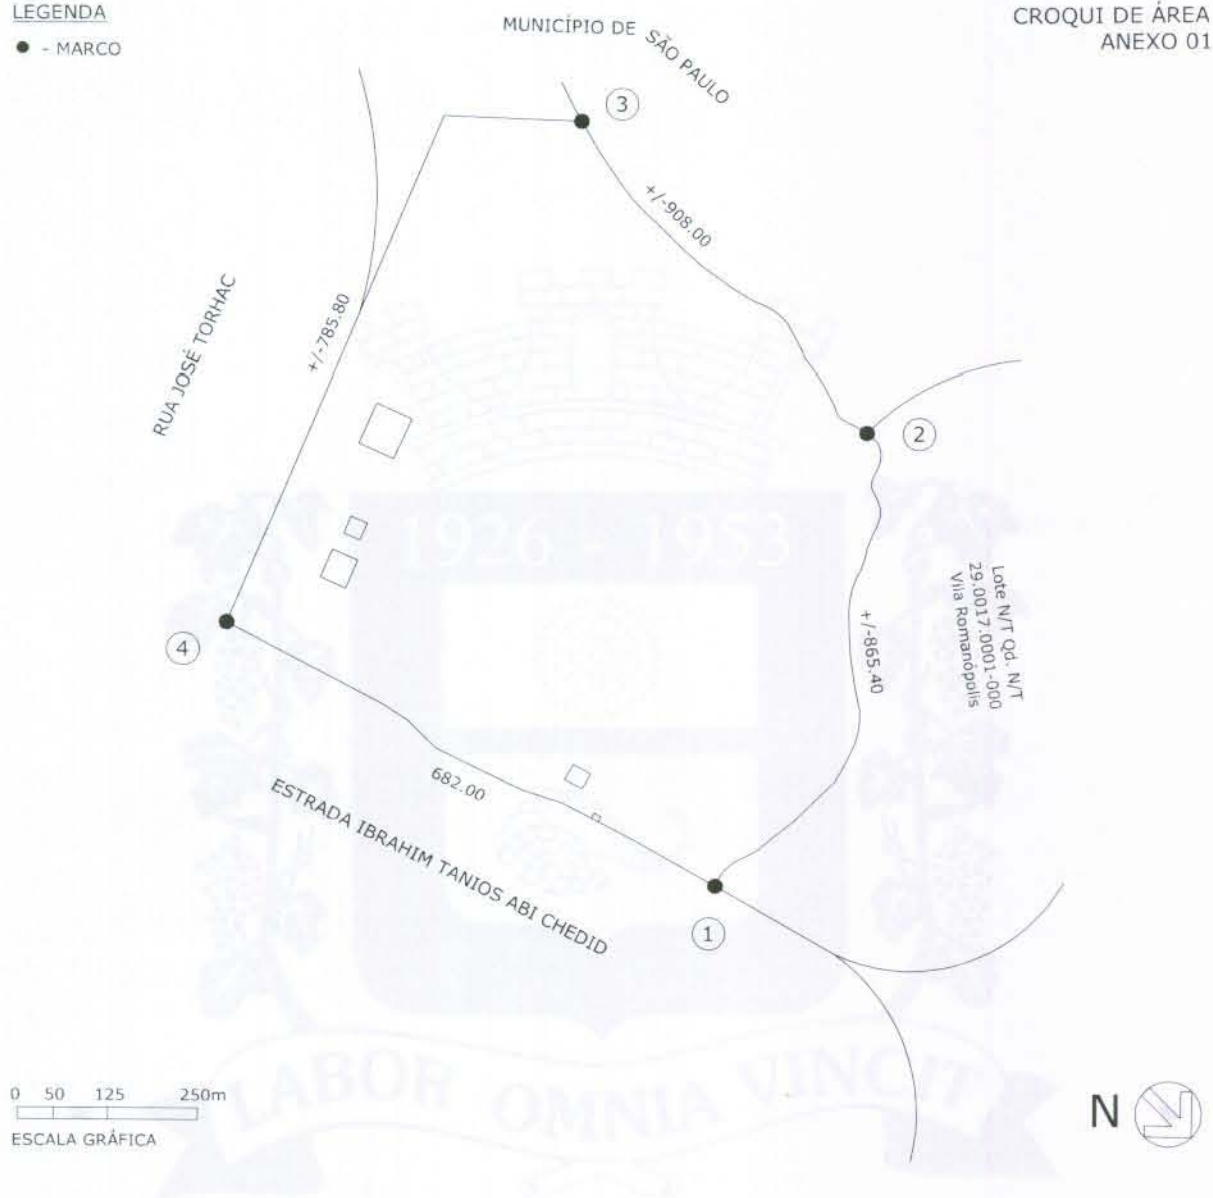 LEGENDA
- MARCO
CROQUI DE ÁREA
ANEXO 01
MUNICÍPIO DE SÃO PAULO
3
+/-908.00
RUA JOSÉ TORHAC
+/-785.80
2
1926 - 1953
Lote N/T Qd. N/T
29.0017.0001-000
Vila Romanópolis
+/-865.40
4
682.00
ESTRADA IBRAHIM TANIOS ABI CHEDID
1
LABOR OMNIA VINCIT
0 50 125 250m
ESCALA GRÁFICA
N